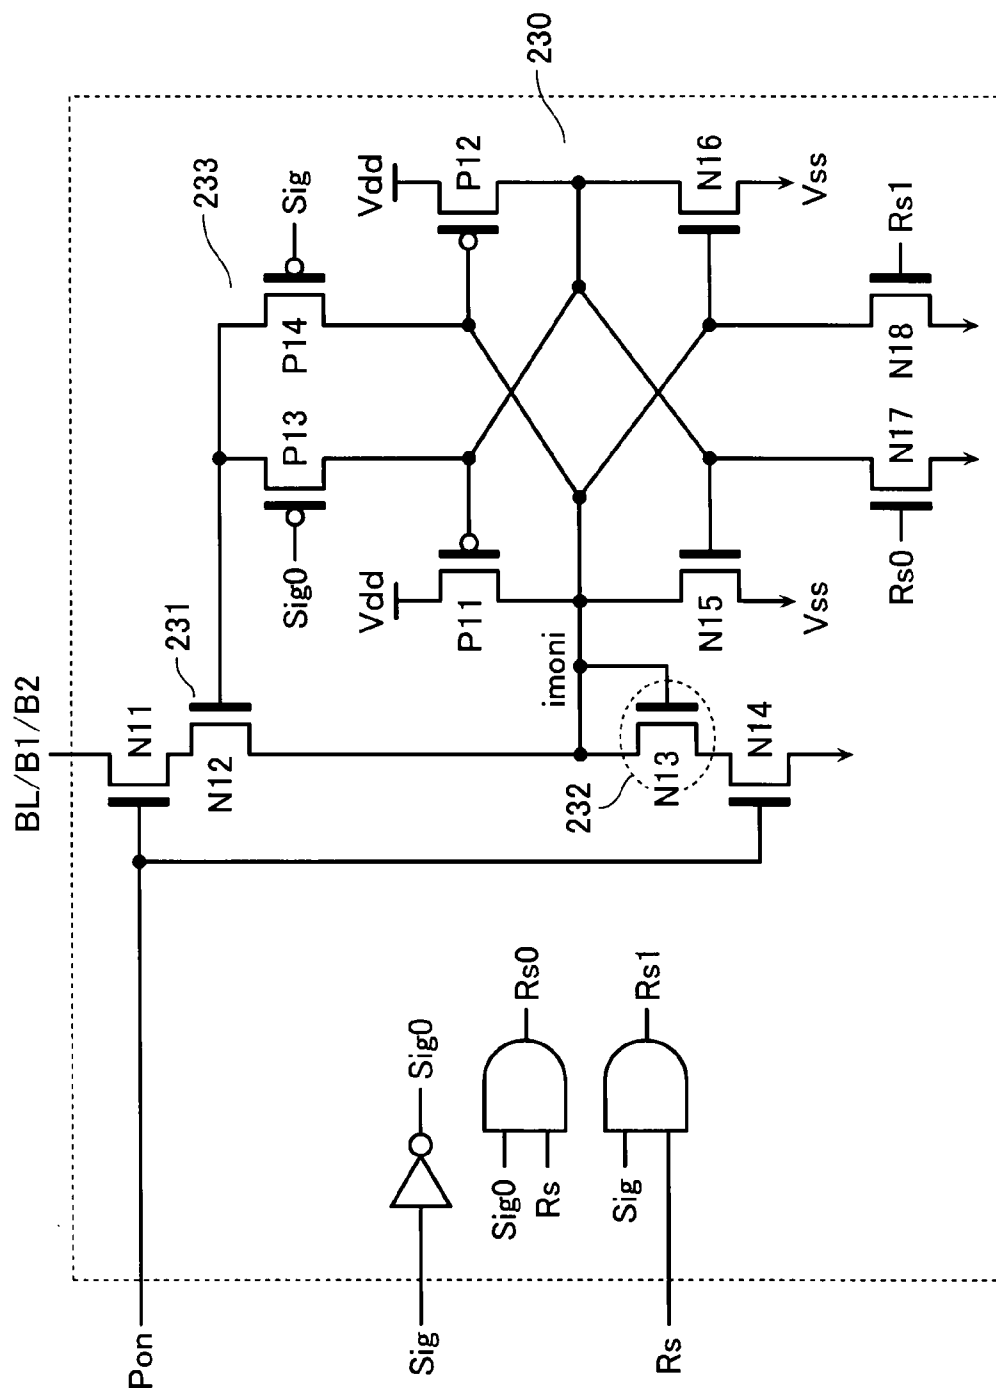 BL/B1/B2
230
N11
231
N12
233
Sig
P14
P13
Sig0
Vdd
P12
Vdd
P11
imoni
N16
Vss
N15
Vss
232
N13
N14
Rs1
N18
N17
Rs0
Pon
Sig
Sig0
Sig0
Rs
Rs0
Sig
Rs
Rs1